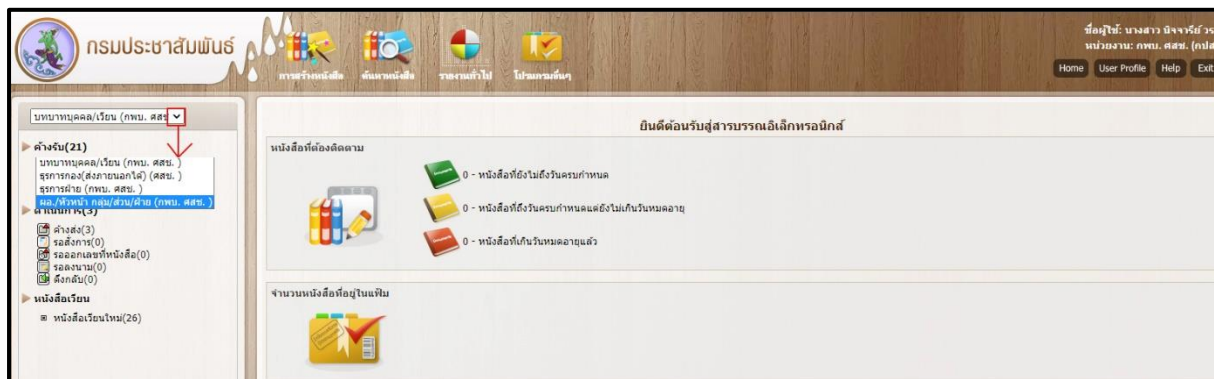 กรมประชาสัมพันธ์
การสร้างหนังสือ ค้นหาหนังสือ รายงานทั่วไป โปรแกรมอื่นๆ
ชื่อผู้ใช้: นางสาว
หน่วยงาน: กพบ. ศสช.
Home User Profile Help Exit
บทบาทบุคคล/เวียน (กพบ. ศสช
ค้างรับ(21)
บทบาทบุคคล/เวียน (กพบ. ศสช. )
ธุรการกอง(ส่งภายนอกได้) (ศสช. )
ธุรการฝ่าย (กพบ. ศสช. )
ผอ./หัวหน้า กลุ่ม/ส่วน/ฝ่าย (กพบ. ศสช. )
ดำเนินการ(3)
ค้างส่ง(3)
รอสั่งการ(0)
รอออกเลขที่หนังสือ(0)
รอลงนาม(0)
ดึงกลับ(0)
หนังสือเวียน
หนังสือเวียนใหม่(26)
ยินดีต้อนรับสู่สารบรรณอิเล็กทรอนิกส์
หนังสือที่ต้องติดตาม
0 - หนังสือที่ยังไม่ถึงวันครบกำหนด
0 - หนังสือที่ถึงวันครบกำหนดแต่ยังไม่เกินวันหมดอายุ
0 - หนังสือที่เกินวันหมดอายุแล้ว
จำนวนหนังสือที่อยู่ในแฟ้ม